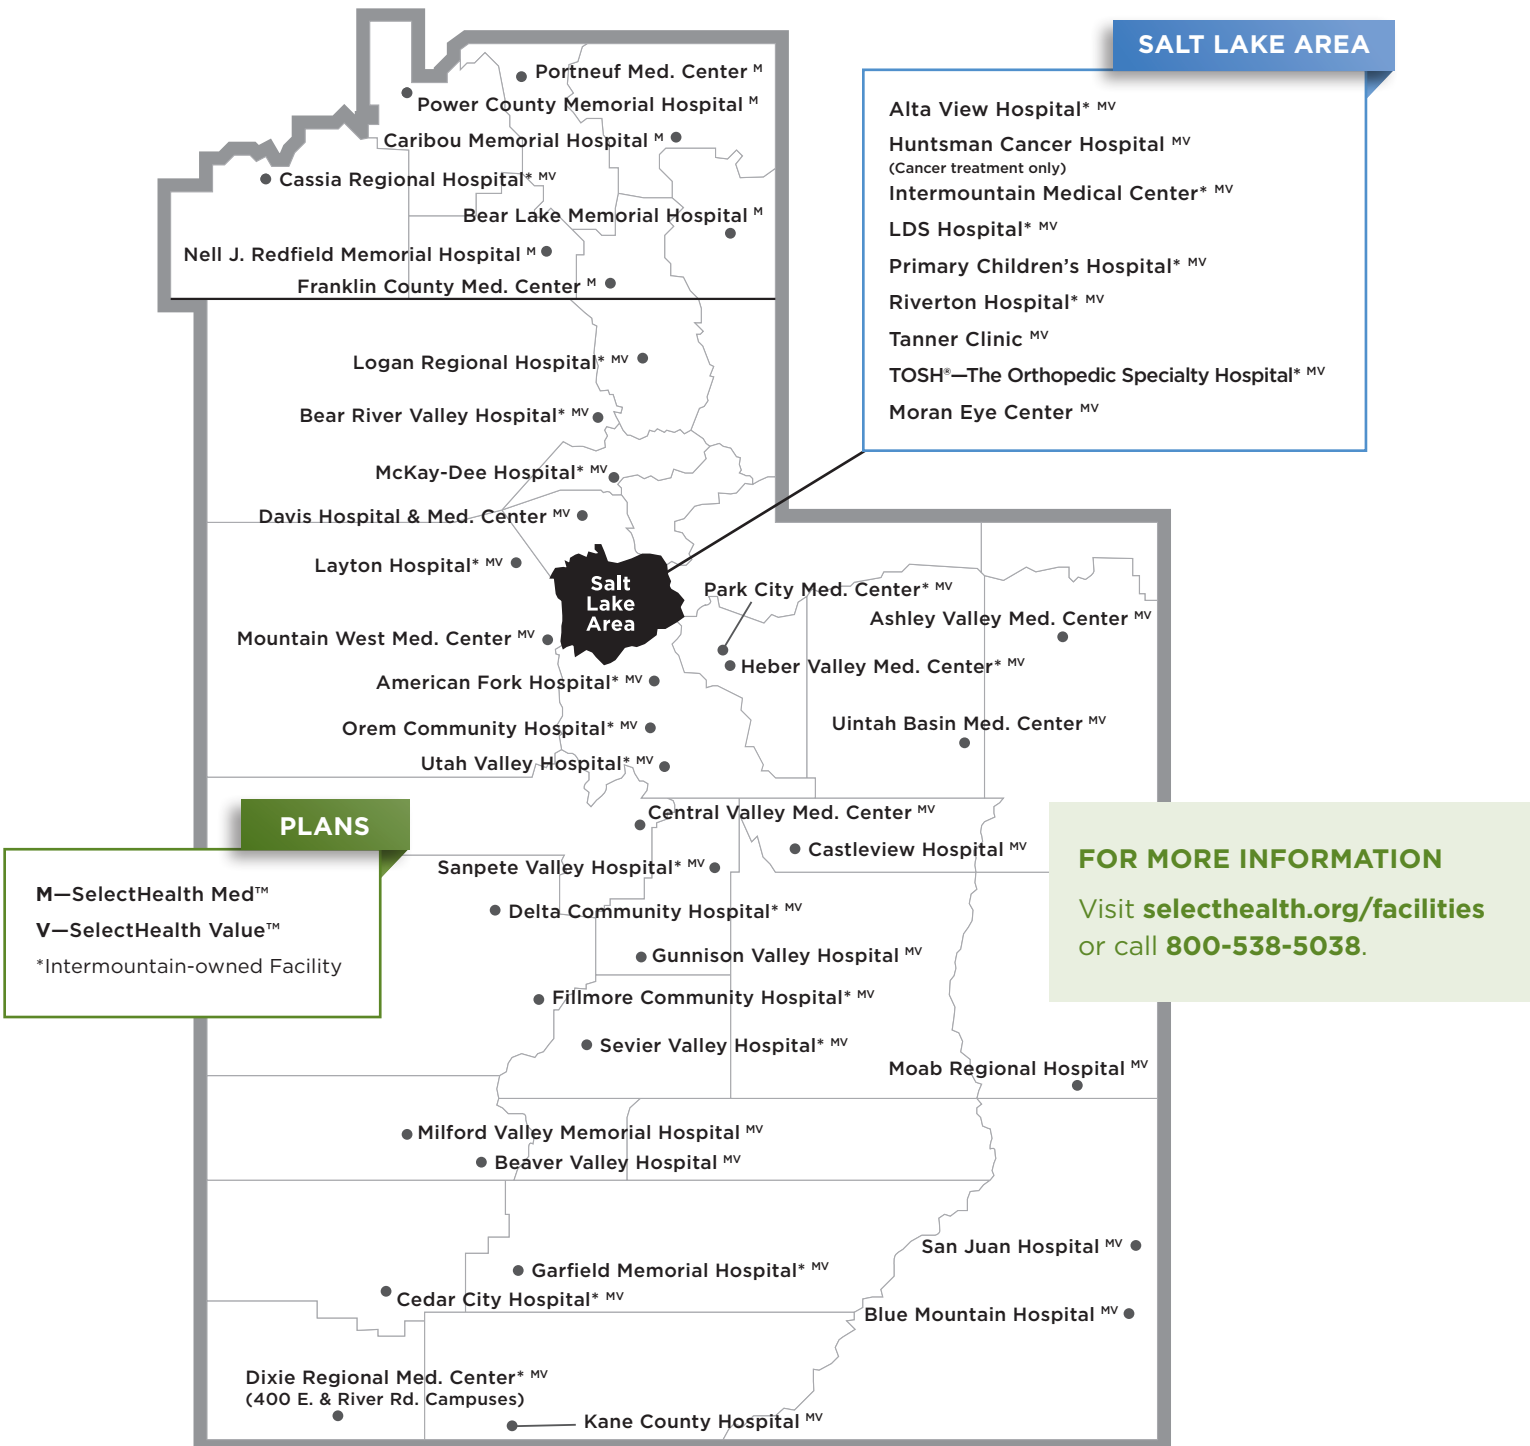 SALT LAKE AREA
Alta View Hospital* MV
Huntsman Cancer Hospital MV
(Cancer treatment only)
Intermountain Medical Center* MV
LDS Hospital* MV
Primary Children's Hospital* MV
Riverton Hospital* MV
Tanner Clinic MV
TOSH®—The Orthopedic Specialty Hospital* MV
Moran Eye Center MV
Portneuf Med. Center M
Power County Memorial Hospital M
Caribou Memorial Hospital M
Cassia Regional Hospital* MV
Bear Lake Memorial Hospital M
Nell J. Redfield Memorial Hospital M
Franklin County Med. Center M
Logan Regional Hospital* MV
Bear River Valley Hospital* MV
McKay-Dee Hospital* MV
Davis Hospital & Med. Center MV
Layton Hospital* MV
Salt
Lake
Area
Park City Med. Center* MV
Ashley Valley Med. Center MV
Mountain West Med. Center MV
Heber Valley Med. Center* MV
American Fork Hospital* MV
Orem Community Hospital* MV
Uintah Basin Med. Center MV
Utah Valley Hospital* MV
Central Valley Med. Center MV
Castleview Hospital MV
Sanpete Valley Hospital* MV
Delta Community Hospital* MV
Gunnison Valley Hospital MV
Fillmore Community Hospital* MV
Sevier Valley Hospital* MV
Moab Regional Hospital MV
Milford Valley Memorial Hospital MV
Beaver Valley Hospital MV
San Juan Hospital MV
Garfield Memorial Hospital* MV
Cedar City Hospital* MV
Blue Mountain Hospital MV
Dixie Regional Med. Center* MV
(400 E. & River Rd. Campuses)
Kane County Hospital MV
PLANS
M—SelectHealth Med™
V—SelectHealth Value™
*Intermountain-owned Facility
FOR MORE INFORMATION
Visit selecthealth.org/facilities
or call 800-538-5038.